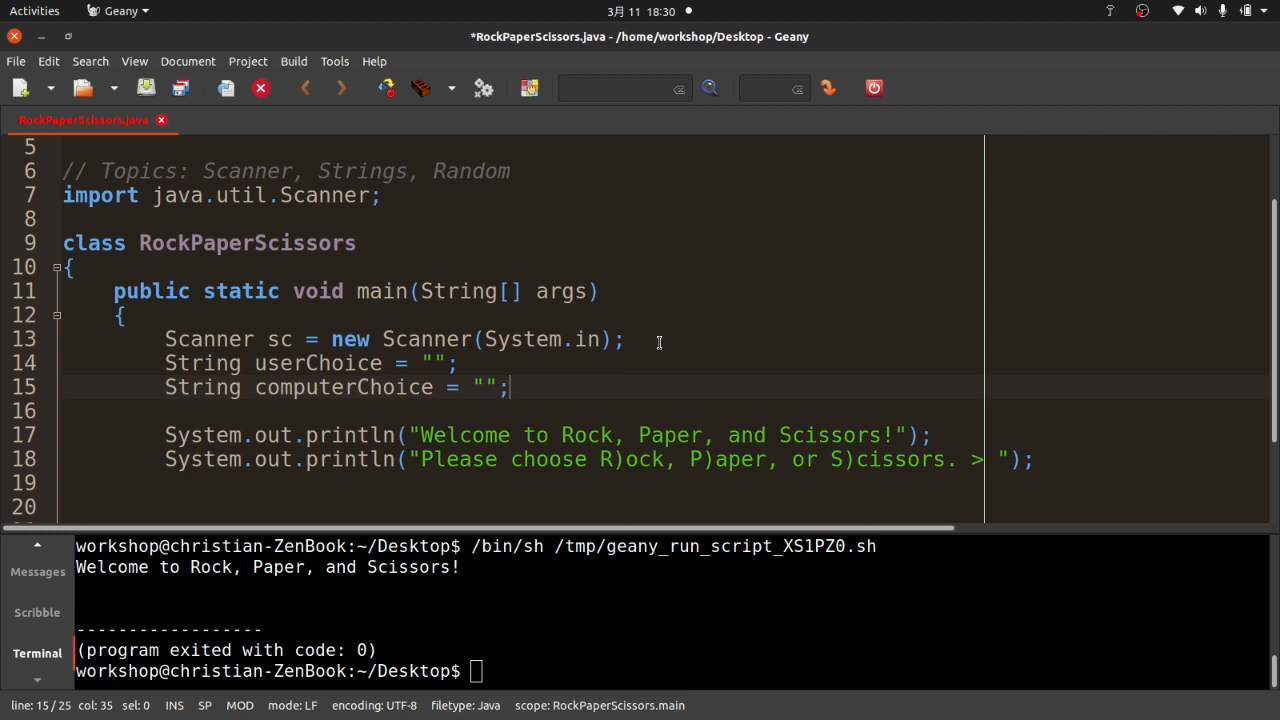 Activities
Geany
3月 11 18:30
*RockPaperScissors.java - /home/workshop/Desktop - Geany
File Edit Search View Document Project Build Tools Help
RockPaperScissors.java
5
6 // Topics: Scanner, Strings, Random
7 import java.util.Scanner;
8
9 class RockPaperScissors
10 {
11 public static void main(String[] args)
12 {
13 Scanner sc = new Scanner(System.in);
14 String userChoice = "";
15 String computerChoice = "";
16
17 System.out.println("Welcome to Rock, Paper, and Scissors!");
18 System.out.println("Please choose R)ock, P)aper, or S)cissors. > ");
19
20
Messages
Scribble
Terminal
workshop@christian-ZenBook:~/Desktop$ /bin/sh /tmp/geany_run_script_XS1PZ0.sh
Welcome to Rock, Paper, and Scissors!
------------------
(program exited with code: 0)
workshop@christian-ZenBook:~/Desktop$
line: 15 / 25 col: 35 sel: 0 INS SP MOD mode: LF encoding: UTF-8 filetype: Java scope: RockPaperScissors.main